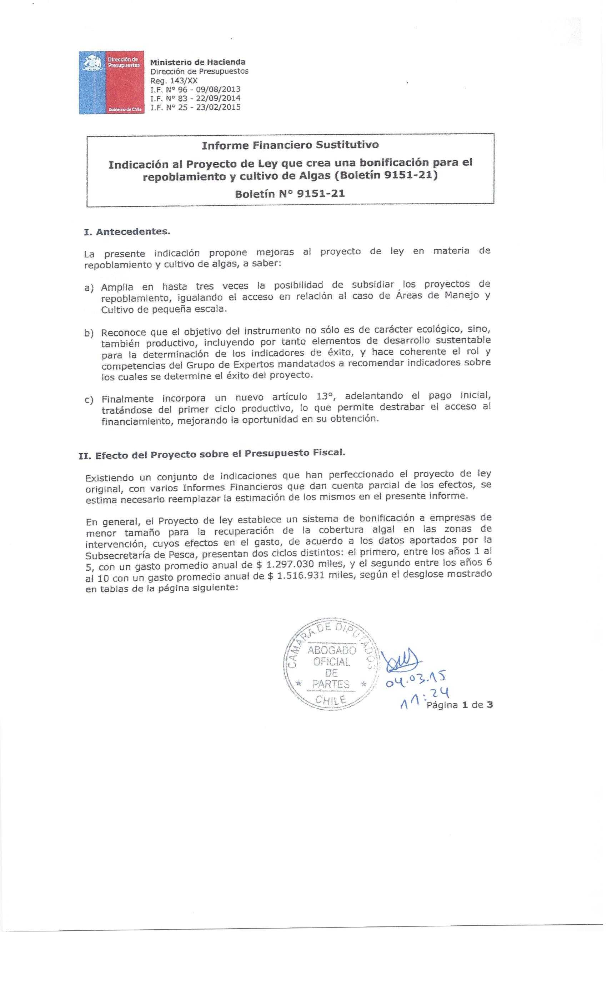 Dirección de
Presupuestos
Gobierno de Chile
Ministerio de Hacienda
Dirección de Presupuestos
Reg. 143/XX
I.F. N° 96 - 09/08/2013
I.F. N° 83 - 22/09/2014
I.F. N° 25 - 23/02/2015
Informe Financiero Sustitutivo
Indicación al Proyecto de Ley que crea una bonificación para el
repoblamiento y cultivo de Algas (Boletín 9151-21)
Boletín N° 9151-21
I. Antecedentes.
La presente indicación propone mejoras al proyecto de ley en materia de
repoblamiento y cultivo de algas, a saber:
a) Amplia en hasta tres veces la posibilidad de subsidiar los proyectos de
repoblamiento, igualando el acceso en relación al caso de Áreas de Manejo y
Cultivo de pequeña escala.
b) Reconoce que el objetivo del instrumento no sólo es de carácter ecológico, sino,
también productivo, incluyendo por tanto elementos de desarrollo sustentable
para la determinación de los indicadores de éxito, y hace coherente el rol y
competencias del Grupo de Expertos mandatados a recomendar indicadores sobre
los cuales se determine el éxito del proyecto.
c) Finalmente incorpora un nuevo artículo 13°, adelantando el pago inicial,
tratándose del primer ciclo productivo, lo que permite destrabar el acceso al
financiamiento, mejorando la oportunidad en su obtención.
II. Efecto del Proyecto sobre el Presupuesto Fiscal.
Existiendo un conjunto de indicaciones que han perfeccionado el proyecto de ley
original, con varios Informes Financieros que dan cuenta parcial de los efectos, se
estima necesario reemplazar la estimación de los mismos en el presente informe.
En general, el Proyecto de ley establece un sistema de bonificación a empresas de
menor tamaño para la recuperación de la cobertura algal en las zonas de
intervención, cuyos efectos en el gasto, de acuerdo a los datos aportados por la
Subsecretaría de Pesca, presentan dos ciclos distintos: el primero, entre los años 1 al
5, con un gasto promedio anual de $ 1.297.030 miles, y el segundo entre los años 6
al 10 con un gasto promedio anual de $ 1.516.931 miles, según el desglose mostrado
en tablas de la página siguiente:
CAMARA DE DIPUTADOS
ABOGADO
OFICIAL
DE
PARTES
CHILE
04.03.15
11:24
Página 1 de 3